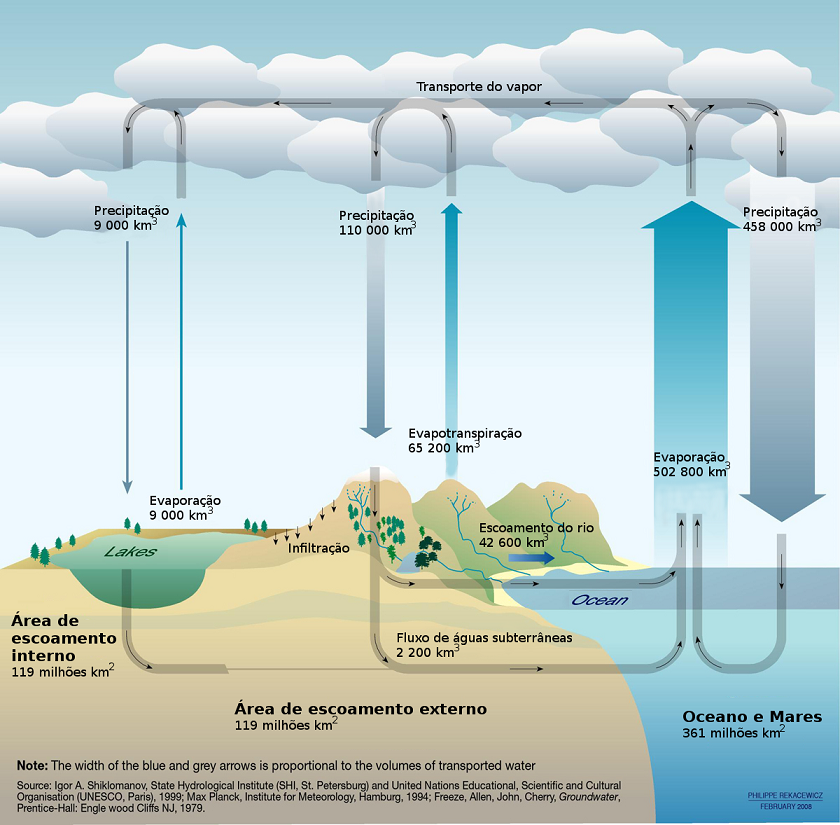 Transporte do vapor
Precipitação
9 000 km3
Precipitação
110 000 km3
Precipitação
458 000 km3
Evapotranspiração
65 200 km3
Evaporação
502 800 km3
Evaporação
9 000 km3
Escoamento do rio
42 600 km3
Infiltração
Lakes
Ocean
Área de
escoamento
interno
119 milhões km2
Fluxo de águas subterrâneas
2 200 km3
Área de escoamento externo
119 milhões km2
Oceano e Mares
361 milhões km2
Note: The width of the blue and grey arrows is proportional to the volumes of transported water
Source: Igor A. Shiklomanov, State Hydrological Institute (SHI, St. Petersburg) and United Nations Educational, Scientific and Cultural
Organisation (UNESCO, Paris), 1999; Max Planck, Institute for Meteorology, Hamburg, 1994; Freeze, Allen, John, Cherry, Groundwater,
Prentice-Hall: Engle wood Cliffs NJ, 1979.
PHILIPPE REKACEWICZ
FEBRUARY 2008